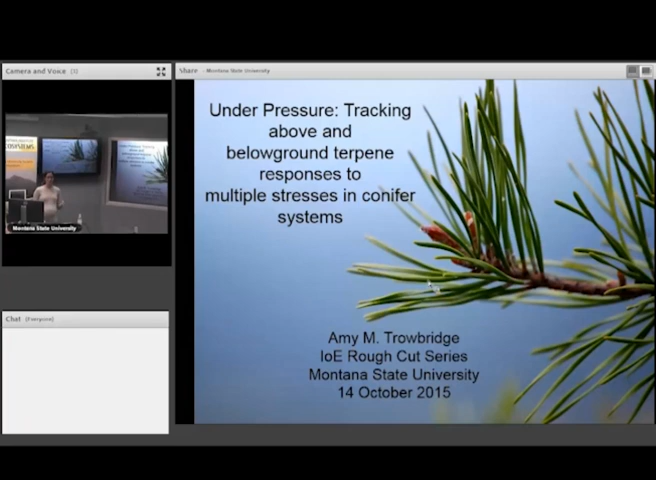 Camera and Voice (3)
Share - Montana State University
Under Pressure: Tracking
above and
belowground terpene
responses to
multiple stresses in conifer
systems
Montana State University
Chat (Everyone)
Amy M. Trowbridge
IoE Rough Cut Series
Montana State University
14 October 2015